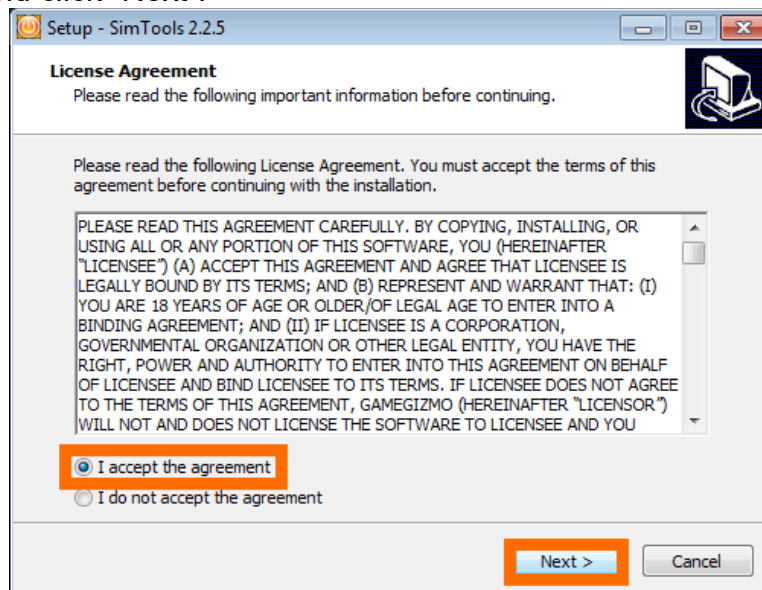 Setup - SimTools 2.2.5
License Agreement
Please read the following important information before continuing.
Please read the following License Agreement. You must accept the terms of this
agreement before continuing with the installation.
PLEASE READ THIS AGREEMENT CAREFULLY. BY COPYING, INSTALLING, OR
USING ALL OR ANY PORTION OF THIS SOFTWARE, YOU (HEREINAFTER
"LICENSEE") (A) ACCEPT THIS AGREEMENT AND AGREE THAT LICENSEE IS
LEGALLY BOUND BY ITS TERMS; AND (B) REPRESENT AND WARRANT THAT: (I)
YOU ARE 18 YEARS OF AGE OR OLDER/OF LEGAL AGE TO ENTER INTO A
BINDING AGREEMENT; AND (II) IF LICENSEE IS A CORPORATION,
GOVERNMENTAL ORGANIZATION OR OTHER LEGAL ENTITY, YOU HAVE THE
RIGHT, POWER AND AUTHORITY TO ENTER INTO THIS AGREEMENT ON BEHALF
OF LICENSEE AND BIND LICENSEE TO ITS TERMS. IF LICENSEE DOES NOT AGREE
TO THE TERMS OF THIS AGREEMENT, GAMEGIZMO (HEREINAFTER "LICENSOR")
WILL NOT AND DOES NOT LICENSE THE SOFTWARE TO LICENSEE AND YOU
I accept the agreement
I do not accept the agreement
Next >
Cancel